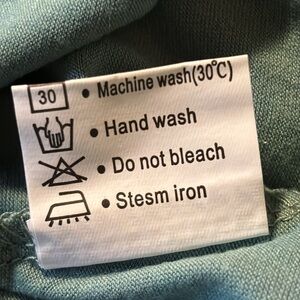 30 • Machine wash(30°C)
• Hand wash
• Do not bleach
• Stesm iron